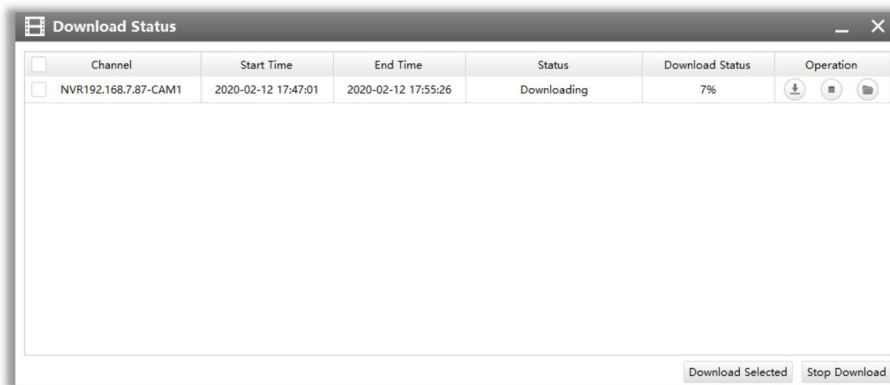 Download Status
Channel Start Time End Time Status Download Status Operation
NVR192.168.7.87-CAM1 2020-02-12 17:47:01 2020-02-12 17:55:26 Downloading 7%
Download Selected Stop Download